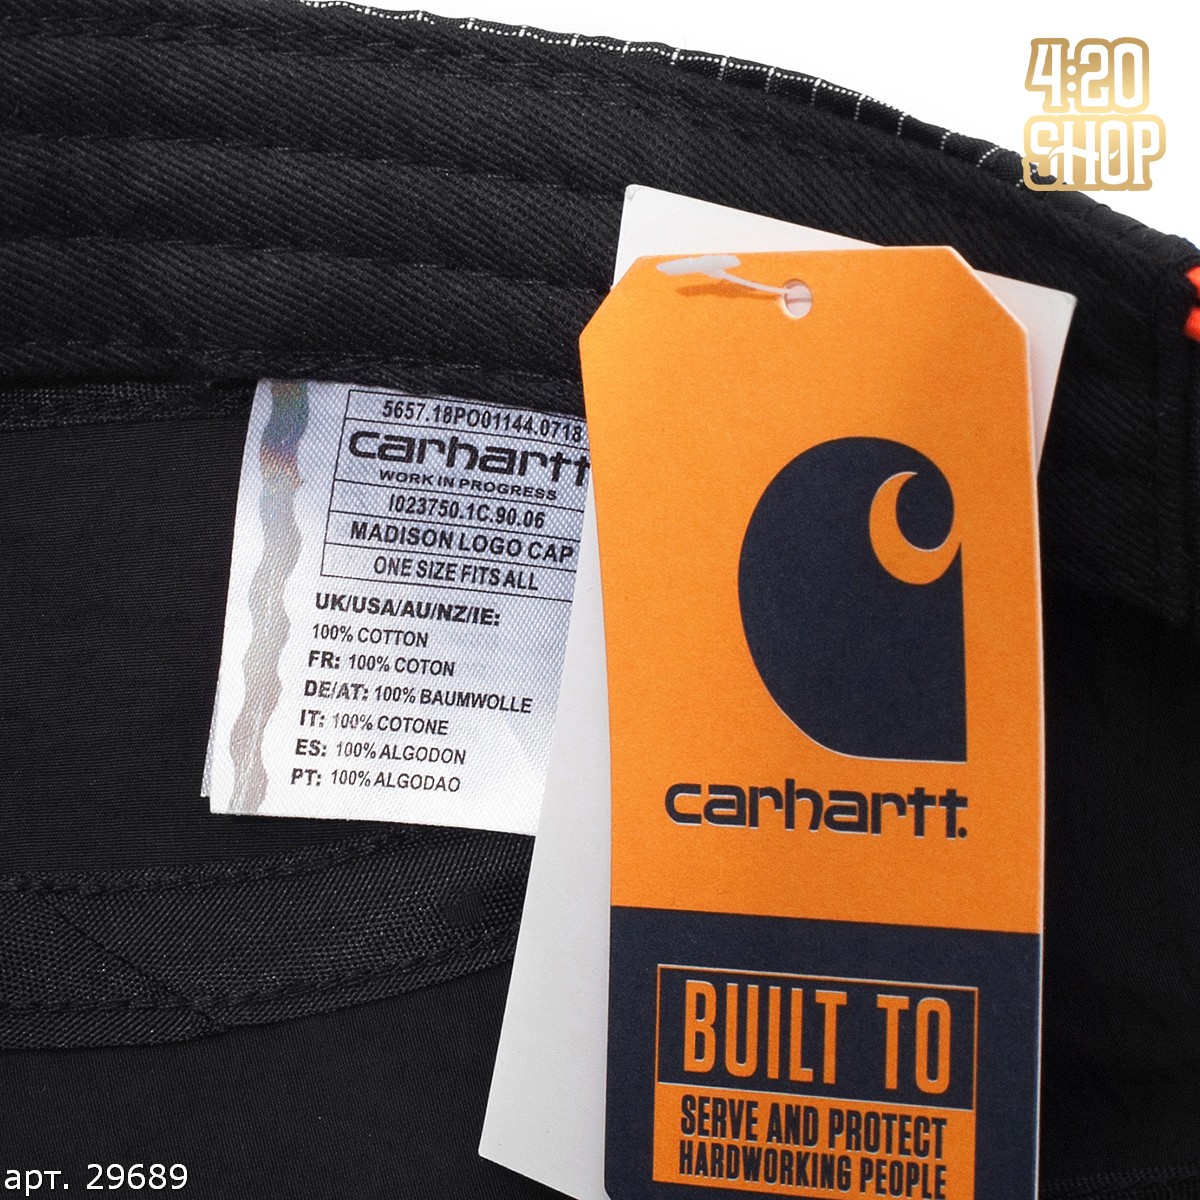 4:20
SHOP
5657.18PO01144.0718
carhartt
WORK IN PROGRESS
I023750.1C.90.06
MADISON LOGO CAP
ONE SIZE FITS ALL
UK/USA/AU/NZ/IE:
100% COTTON
FR: 100% COTON
DE/AT: 100% BAUMWOLLE
IT: 100% COTONE
ES: 100% ALGODON
PT: 100% ALGODAO
carhartt.
BUILT TO
SERVE AND PROTECT
HARDWORKING PEOPLE
арт. 29689